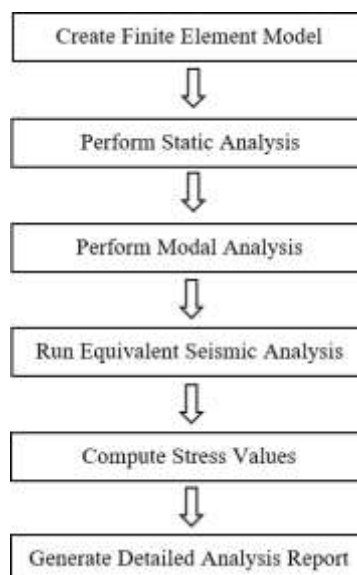 Create Finite Element Model
Perform Static Analysis
Perform Modal Analysis
Run Equivalent Seismic Analysis
Compute Stress Values
Generate Detailed Analysis Report